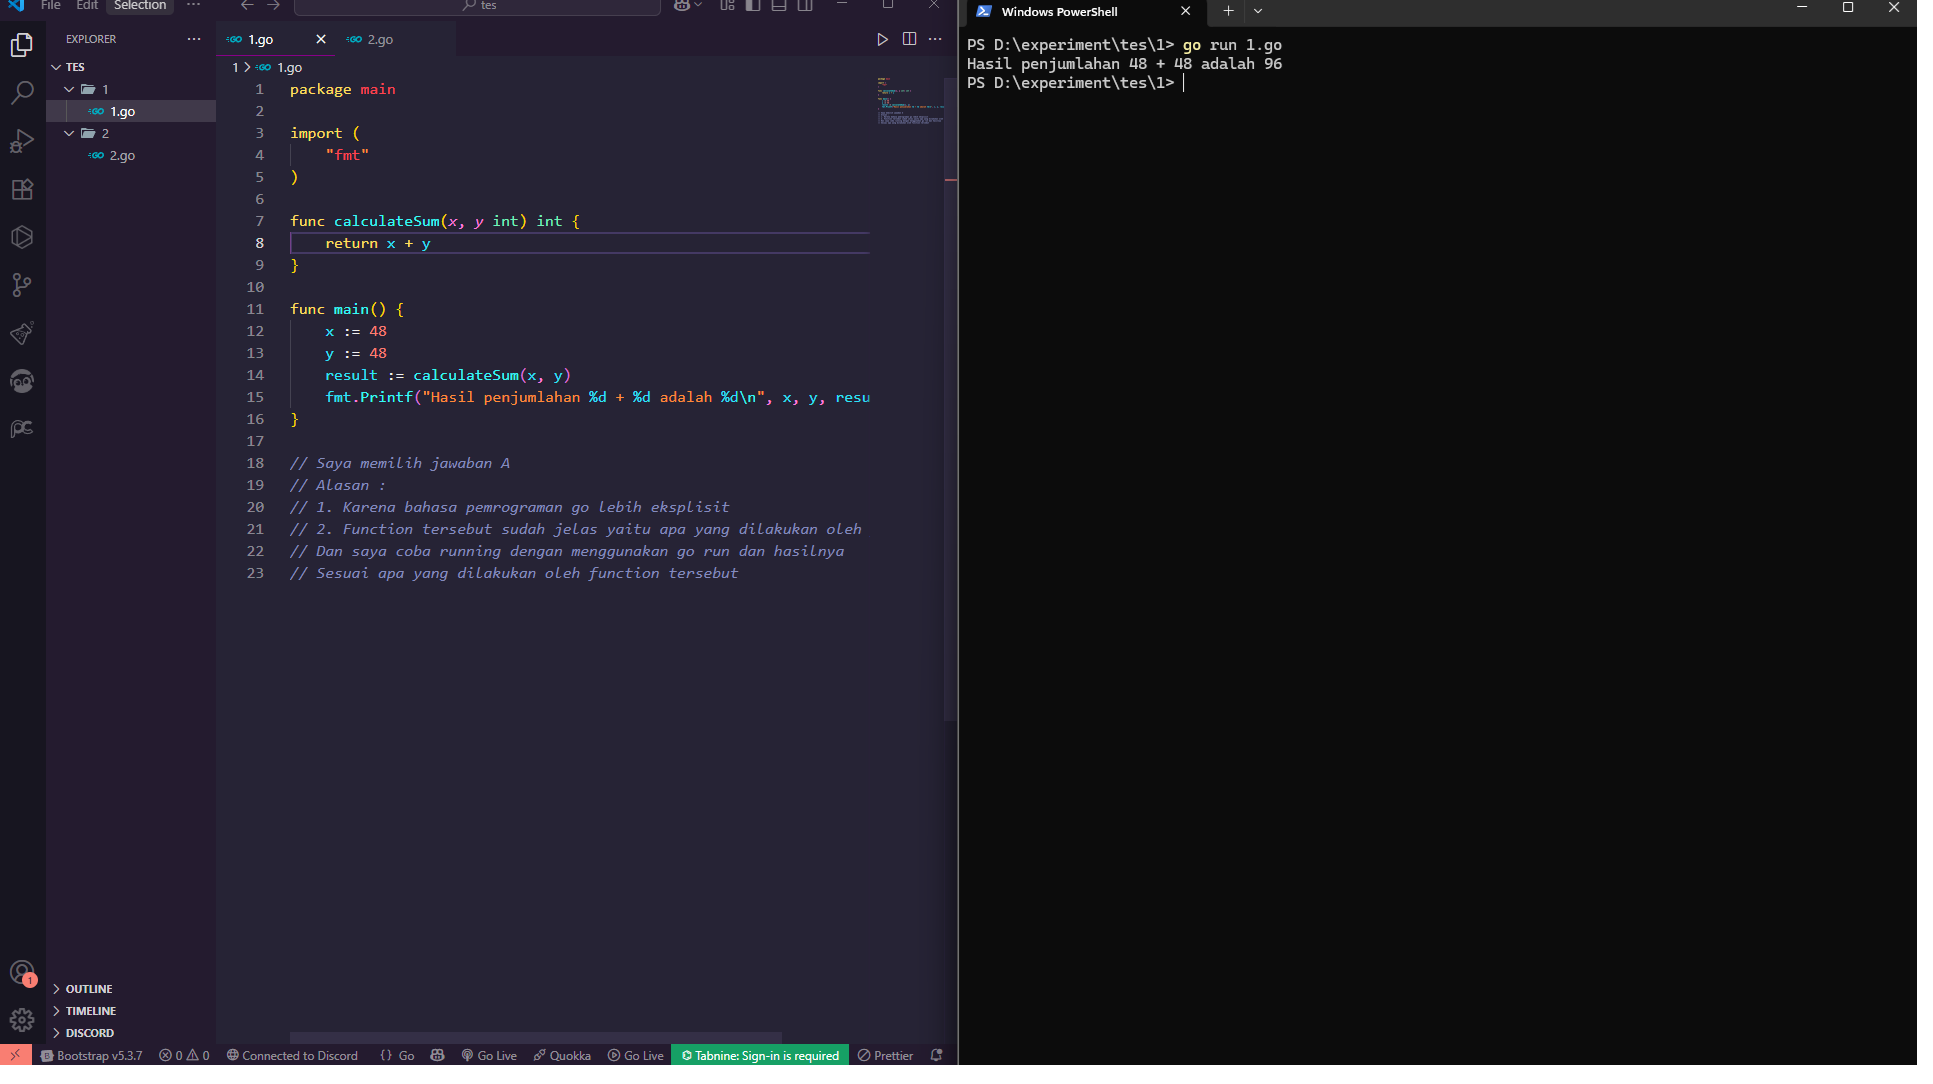 File Edit Selection ··· tes
EXPLORER ···
TES
1
1.go
2
2.go
OUTLINE
TIMELINE
DISCORD
1.go 2.go
1 > 1.go
1 package main
2
3 import (
4 "fmt"
5 )
6
7 func calculateSum(x, y int) int {
8 return x + y
9 }
10
11 func main() {
12 x := 48
13 y := 48
14 result := calculateSum(x, y)
15 fmt.Printf("Hasil penjumlahan %d + %d adalah %d\n", x, y, resu
16 }
17
18 // Saya memilih jawaban A
19 // Alasan :
20 // 1. Karena bahasa pemrograman go lebih eksplisit
21 // 2. Function tersebut sudah jelas yaitu apa yang dilakukan oleh
22 // Dan saya coba running dengan menggunakan go run dan hasilnya
23 // Sesuai apa yang dilakukan oleh function tersebut
1
Bootstrap v5.3.7 0 0 Connected to Discord {} Go Go Live Quokka Go Live Tabnine: Sign-in is required Prettier
Windows PowerShell
PS D:\experiment\tes\1> go run 1.go
Hasil penjumlahan 48 + 48 adalah 96
PS D:\experiment\tes\1>